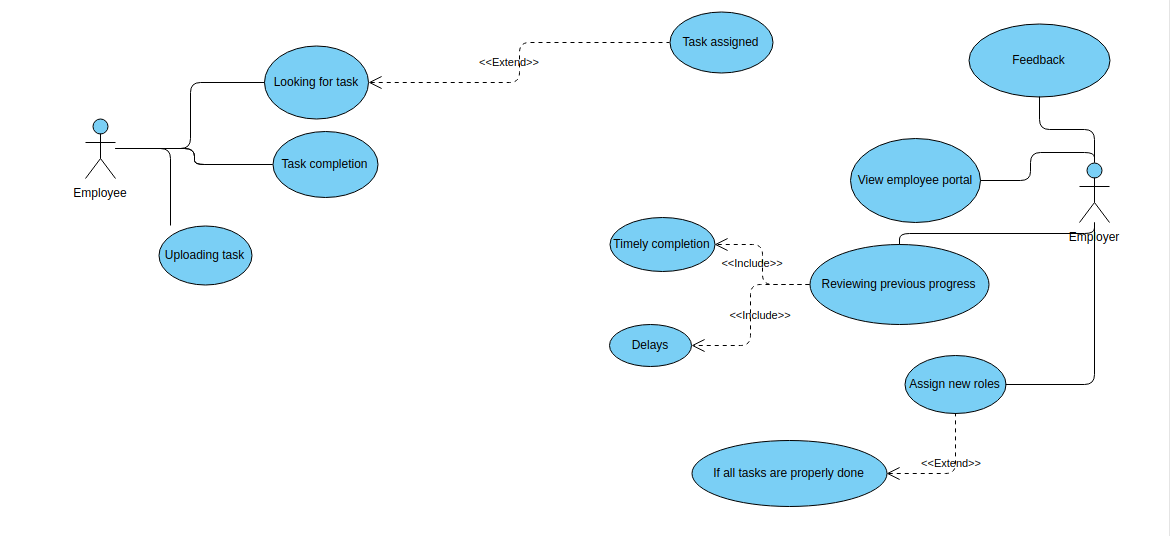 Task assigned
Feedback
<<Extend>>
Looking for task
Task completion
Employee
View employee portal
Employer
Timely completion
Uploading task
<<Include>>
Reviewing previous progress
<<Include>>
Delays
Assign new roles
<<Extend>>
If all tasks are properly done